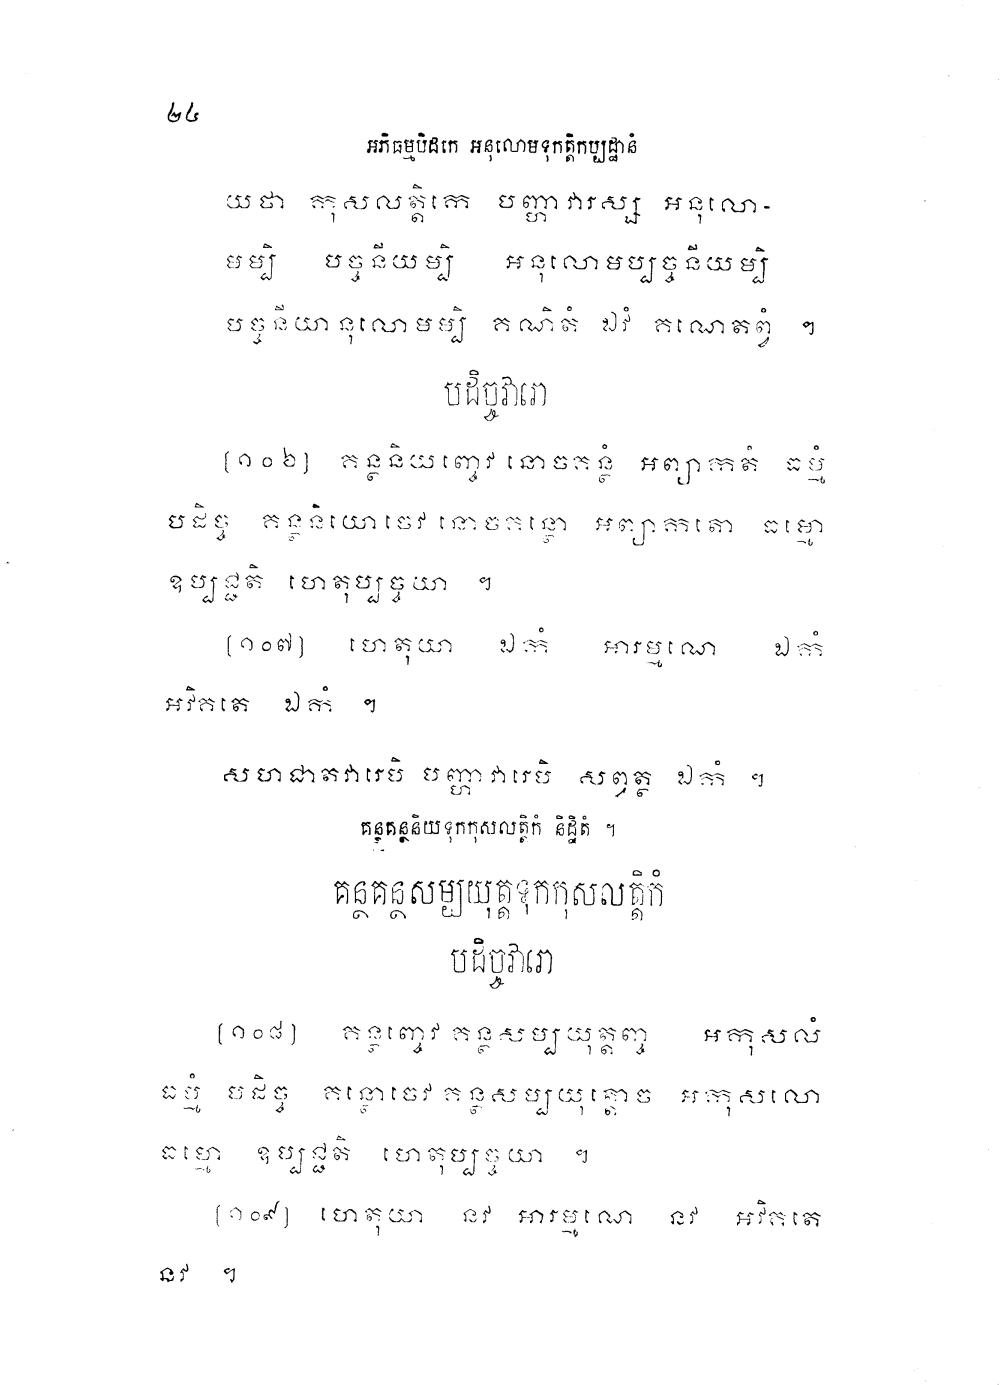 ២៤
អភិធម្មបិដកេ អនុលោមទុកត្តិកប្បដ្ឋានំ
យថា កុសលត្តិកេ បញ្ហាវារស្ស អនុលោ-
មម្បិ បច្ចនីយម្បិ អនុលោមប្បច្ចនីយម្បិ
បច្ចនីយានុលោមម្បិ គណិតំ ឯវំ គណេតព្វំ ។
បដិច្ចវារោ
[១០៦] គន្ថនិយញ្ចេវ នោចគន្ថំ អព្យាកតំ ធម្មំ
បដិច្ច គន្ថនិយោចេវ នោចគន្ថោ អព្យាកតោ ធម្មោ
ឧប្បជ្ជតិ ហេតុប្បច្ចយា ។
[១០៧] ហេតុយា ឯកំ អារម្មណេ ឯកំ
អវិគតេ ឯកំ ។
សហជាតវារេបិ បញ្ហាវារេបិ សព្វត្ថ ឯកំ ។
គន្ថគន្ថនិយទុកកុសលត្តិកំ និដ្ឋិតំ ។
គន្ថគន្ថសម្បយុត្តទុកកុសលត្តិកំ
បដិច្ចវារោ
[១០៨] គន្ថញ្ចេវ គន្ថសម្បយុត្តញ្ច អកុសលំ
ធម្មំ បដិច្ច គន្ថោចេវ គន្ថសម្បយុត្តោច អកុសលោ
ធម្មោ ឧប្បជ្ជតិ ហេតុប្បច្ចយា ។
[១០៩] ហេតុយា នវ អារម្មណេ នវ អវិគតេ
នវ ។